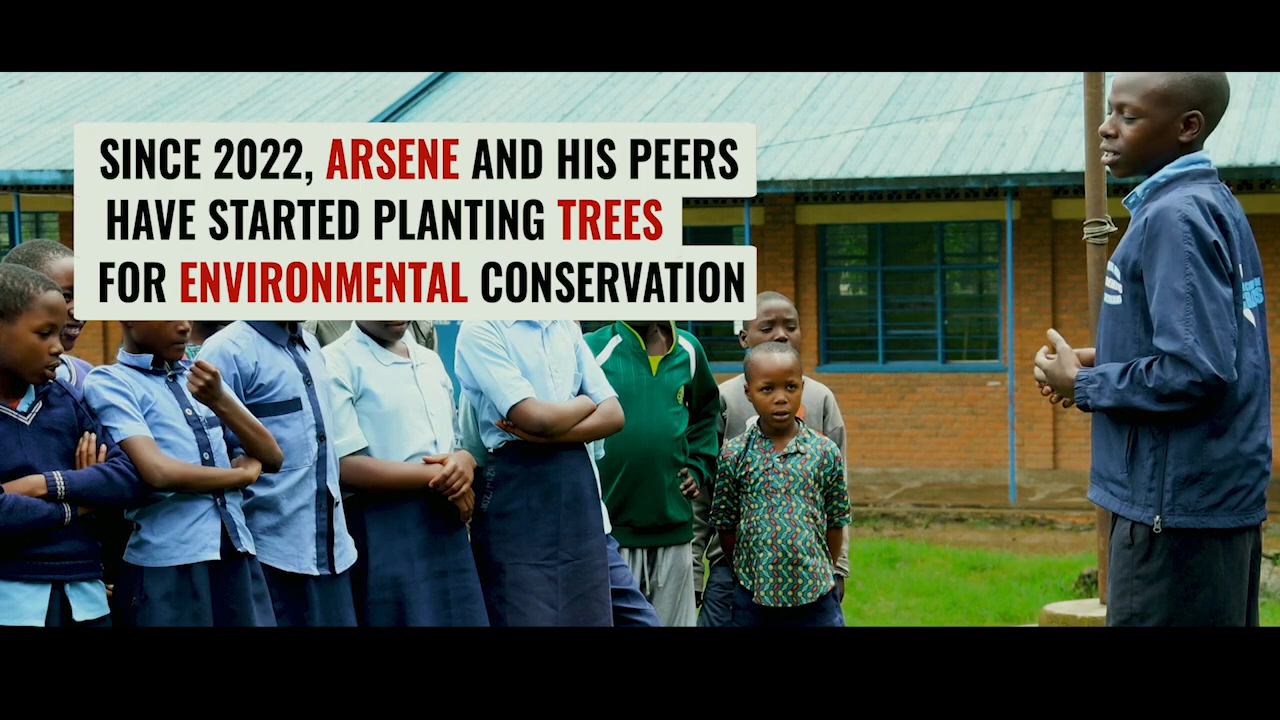 SINCE 2022, ARSENE AND HIS PEERS
HAVE STARTED PLANTING TREES
FOR ENVIRONMENTAL CONSERVATION